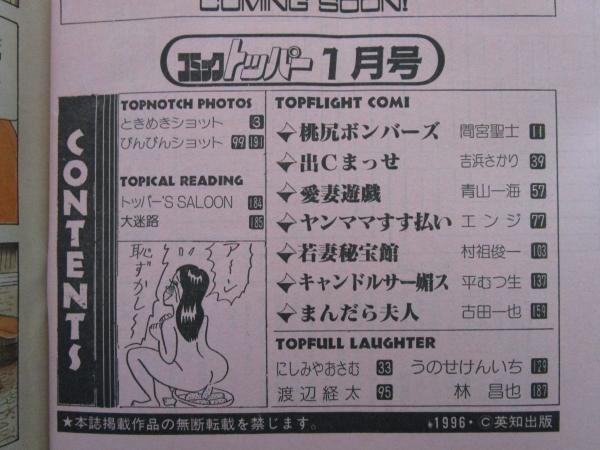 COMING SOON!
コミックトッパー1月号
CONTENTS
TOPNOTCH PHOTOS
ときめきショット 3
びんびんショット 99 191
TOPICAL READING
トッパー'S SALOON 184
大迷路 185
ア〜ン
恥ずかし〜
TOPFLIGHT COMI
桃尻ボンバーズ 間宮聖士 11
出Cまっせ 吉浜さかり 39
愛妻遊戯 青山一海 57
ヤンママすす払い エンジ 77
若妻秘宝館 村祖俊一 103
キャンドルサー媚ス 平むつ生 137
まんだら夫人 古田一也 159
TOPFULL LAUGHTER
にしみやおさむ 33 うのせけんいち 129
渡辺経太 95 林 昌也 187
★本誌掲載作品の無断転載を禁じます。
1996・©英知出版